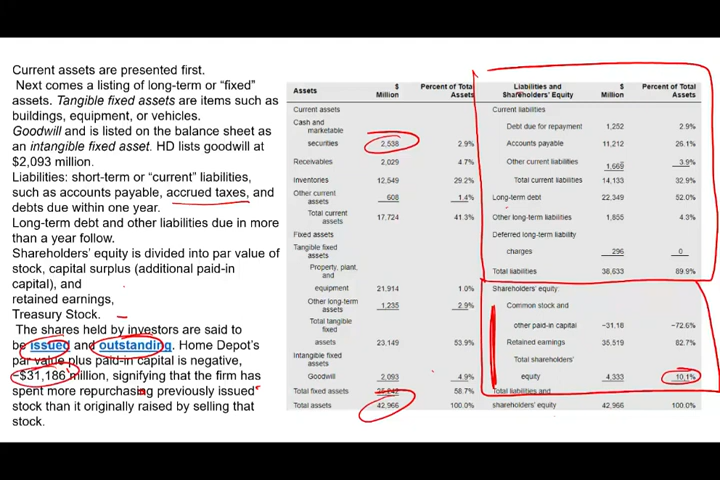 Current assets are presented first.
Next comes a listing of long-term or “fixed”
assets. Tangible fixed assets are items such as
buildings, equipment, or vehicles.
Goodwill and is listed on the balance sheet as
an intangible fixed asset. HD lists goodwill at
$2,093 million.
Liabilities: short-term or “current” liabilities,
such as accounts payable, accrued taxes, and
debts due within one year.
Long-term debt and other liabilities due in more
than a year follow.
Shareholders’ equity is divided into par value of
stock, capital surplus (additional paid-in
capital), and
retained earnings,
Treasury Stock.
The shares held by investors are said to
be issued and outstanding. Home Depot’s
par value plus paid-in capital is negative,
−$31,186 million, signifying that the firm has
spent more repurchasing previously issued
stock than it originally raised by selling that
stock.
Assets $ Million Percent of Total Assets
Current assets
Cash and marketable securities 2,538 2.9%
Receivables 2,029 4.7%
Inventories 12,549 29.2%
Other current assets 608 1.4%
Total current assets 17,724 41.3%
Fixed assets
Tangible fixed assets
Property, plant, and equipment 21,914 1.0%
Other long-term assets 1,235 2.9%
Total tangible fixed assets 23,149 53.9%
Intangible fixed assets
Goodwill 2,093 4.9%
Total fixed assets 58.7%
Total assets 42,966 100.0%
Liabilities and Shareholders’ Equity $ Million Percent of Total Assets
Current liabilities
Debt due for repayment 1,252 2.9%
Accounts payable 11,212 26.1%
Other current liabilities 1,669 3.9%
Total current liabilities 14,133 32.9%
Long-term debt 22,349 52.0%
Other long-term liabilities 1,855 4.3%
Deferred long-term liability charges 296 0
Total liabilities 38,633 89.9%
Shareholders’ equity:
Common stock and other paid-in capital −31,18 −72.6%
Retained earnings 35,519 82.7%
Total shareholders’ equity 4,333 10.1%
Total liabilities and shareholders’ equity 42,966 100.0%